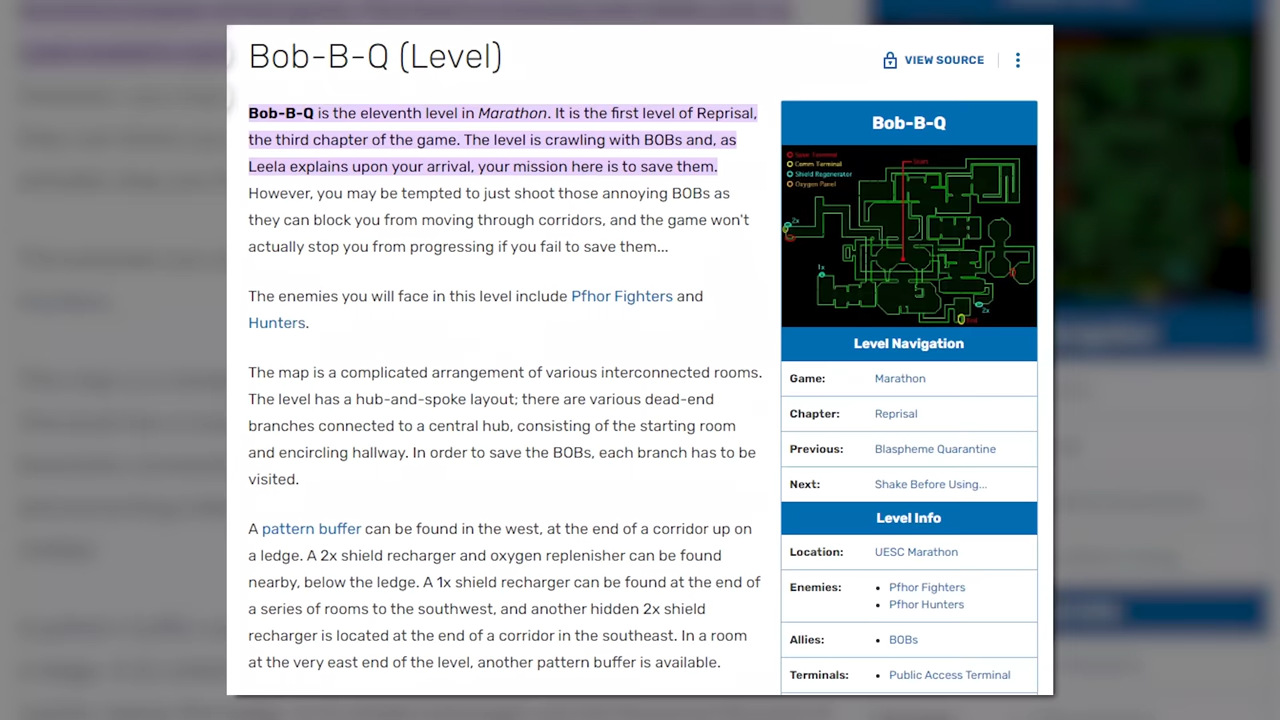 Bob-B-Q (Level)
VIEW SOURCE
Bob-B-Q is the eleventh level in Marathon. It is the first level of Reprisal,
the third chapter of the game. The level is crawling with BOBs and, as
Leela explains upon your arrival, your mission here is to save them.
However, you may be tempted to just shoot those annoying BOBs as
they can block you from moving through corridors, and the game won't
actually stop you from progressing if you fail to save them...
The enemies you will face in this level include Pfhor Fighters and
Hunters.
The map is a complicated arrangement of various interconnected rooms.
The level has a hub-and-spoke layout; there are various dead-end
branches connected to a central hub, consisting of the starting room
and encircling hallway. In order to save the BOBs, each branch has to be
visited.
A pattern buffer can be found in the west, at the end of a corridor up on
a ledge. A 2x shield recharger and oxygen replenisher can be found
nearby, below the ledge. A 1x shield recharger can be found at the end of
a series of rooms to the southwest, and another hidden 2x shield
recharger is located at the end of a corridor in the southeast. In a room
at the very east end of the level, another pattern buffer is available.
Bob-B-Q
Comm Terminal
Shield Regenerator
Oxygen Panel
2x
1x
2x
Level Navigation
Game: Marathon
Chapter: Reprisal
Previous: Blaspheme Quarantine
Next: Shake Before Using...
Level Info
Location: UESC Marathon
Enemies: • Pfhor Fighters
• Pfhor Hunters
Allies: • BOBs
Terminals: • Public Access Terminal